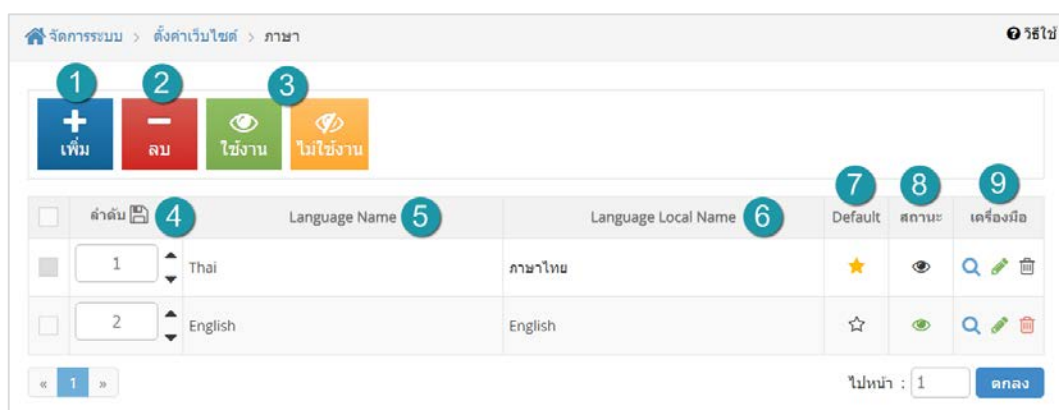 จัดการระบบ > ตั้งค่าเว็บไซต์ > ภาษา
วิธีใช้
1 2 3
เพิ่ม ลบ ใช้งาน ไม่ใช้งาน
7 8 9
ลำดับ 4 Language Name 5 Language Local Name 6 Default สถานะ เครื่องมือ
1 Thai ภาษาไทย
2 English English
« 1 » ไปหน้า : 1 ตกลง